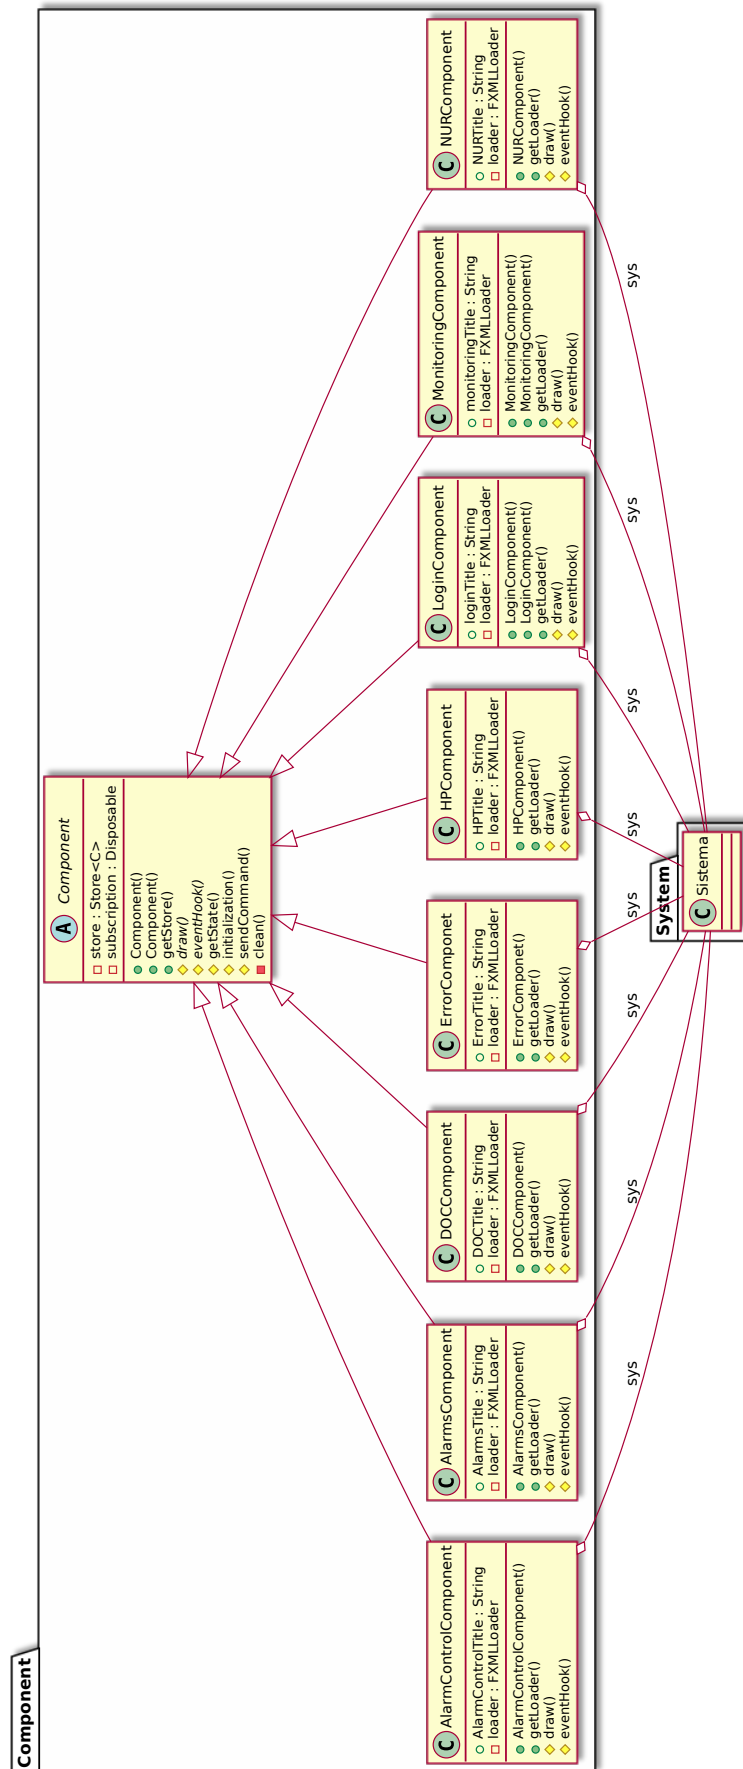 Component
A Component
store : Store<C>
subscription : Disposable
Component()
Component()
getStore()
draw()
eventHook()
getState()
initialization()
sendCommand()
clean()
C AlarmControlComponent
AlarmControlTitle : String
loader : FXMLLoader
AlarmControlComponent()
getLoader()
draw()
eventHook()
C AlarmsComponent
AlarmsTitle : String
loader : FXMLLoader
AlarmsComponent()
getLoader()
draw()
eventHook()
C DOCComponent
DOCTitle : String
loader : FXMLLoader
DOCComponent()
getLoader()
draw()
eventHook()
C ErrorComponet
ErrorTitle : String
loader : FXMLLoader
ErrorComponet()
getLoader()
draw()
eventHook()
C HPComponent
HPTitle : String
loader : FXMLLoader
HPComponent()
getLoader()
draw()
eventHook()
C LoginComponent
loginTitle : String
loader : FXMLLoader
LoginComponent()
LoginComponent()
getLoader()
draw()
eventHook()
C MonitoringComponent
monitoringTitle : String
loader : FXMLLoader
MonitoringComponent()
MonitoringComponent()
getLoader()
draw()
eventHook()
C NURComponent
NURTitle : String
loader : FXMLLoader
NURComponent()
getLoader()
draw()
eventHook()
sys
sys
sys
sys
sys
sys
sys
sys
System
C Sistema